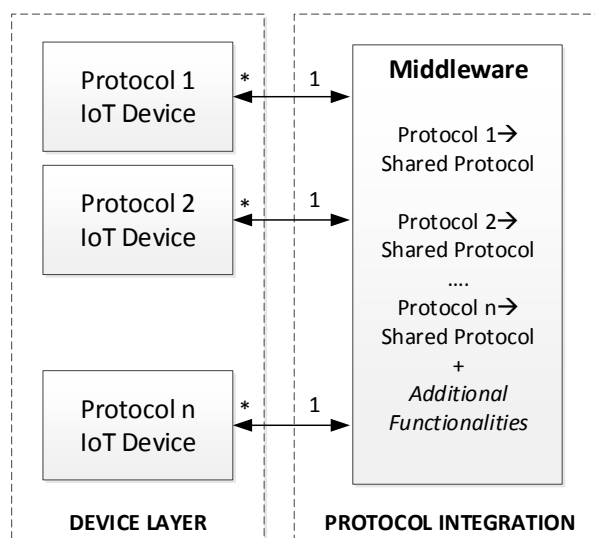 Protocol 1
IoT Device
*
1
Protocol 2
IoT Device
*
1
Protocol n
IoT Device
*
1
DEVICE LAYER
Middleware
Protocol 1→
Shared Protocol
Protocol 2→
Shared Protocol
....
Protocol n→
Shared Protocol
+
Additional
Functionalities
PROTOCOL INTEGRATION